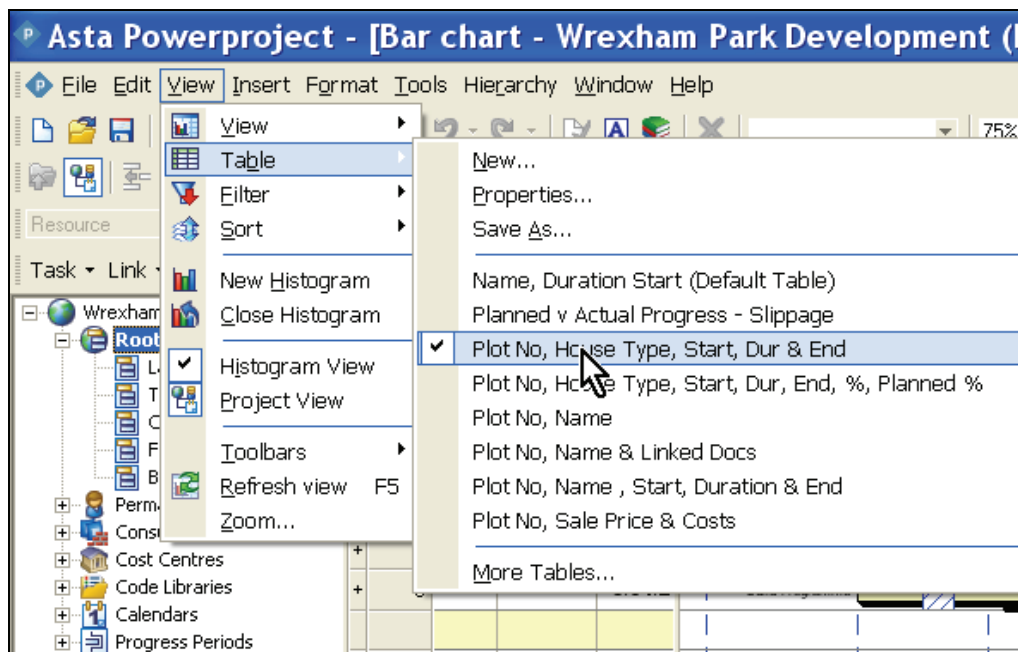 Asta Powerproject - [Bar chart - Wrexham Park Development (
File Edit View Insert Format Tools Hierarchy Window Help
75%
Resource
Task Link
View
Table
Filter
Sort
New Histogram
Close Histogram
Histogram View
Project View
Toolbars
Refresh view F5
Zoom...
New...
Properties...
Save As...
Name, Duration Start (Default Table)
Planned v Actual Progress - Slippage
Plot No, House Type, Start, Dur & End
Plot No, House Type, Start, Dur, End, %, Planned %
Plot No, Name
Plot No, Name & Linked Docs
Plot No, Name , Start, Duration & End
Plot No, Sale Price & Costs
More Tables...
Wrexham
Root
L
T
C
F
B
Perma
Consu
Cost Centres
Code Libraries
Calendars
Progress Periods